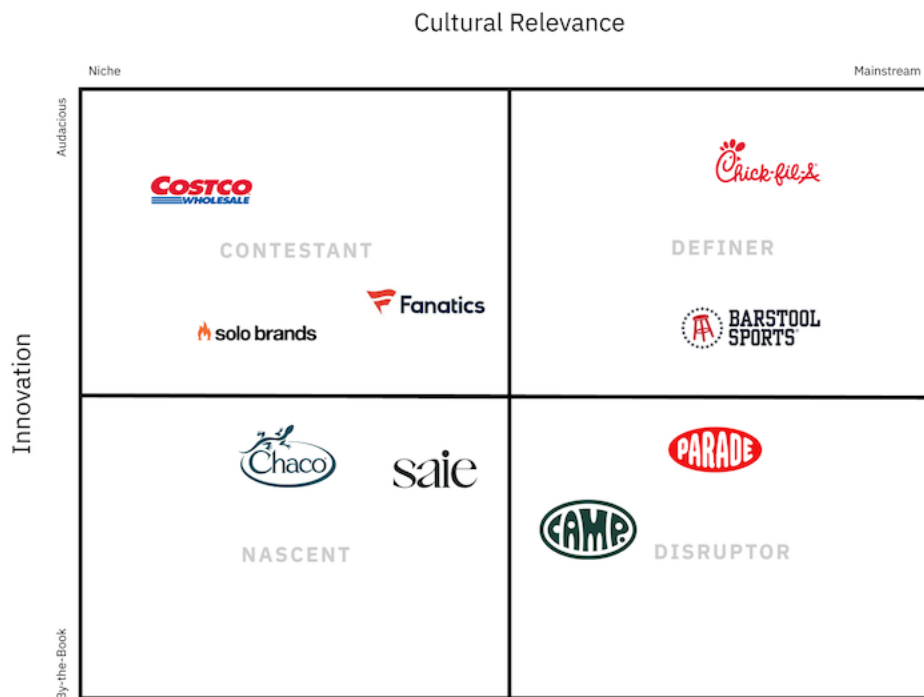 Cultural Relevance
Niche
Mainstream
Audacious
Innovation
By-the-Book
COSTCO
WHOLESALE
CONTESTANT
Fanatics
solo brands
Chick-fil-A
DEFINER
BARSTOOL
SPORTS
Chaco
saie
NASCENT
PARADE
CAMP.
DISRUPTOR